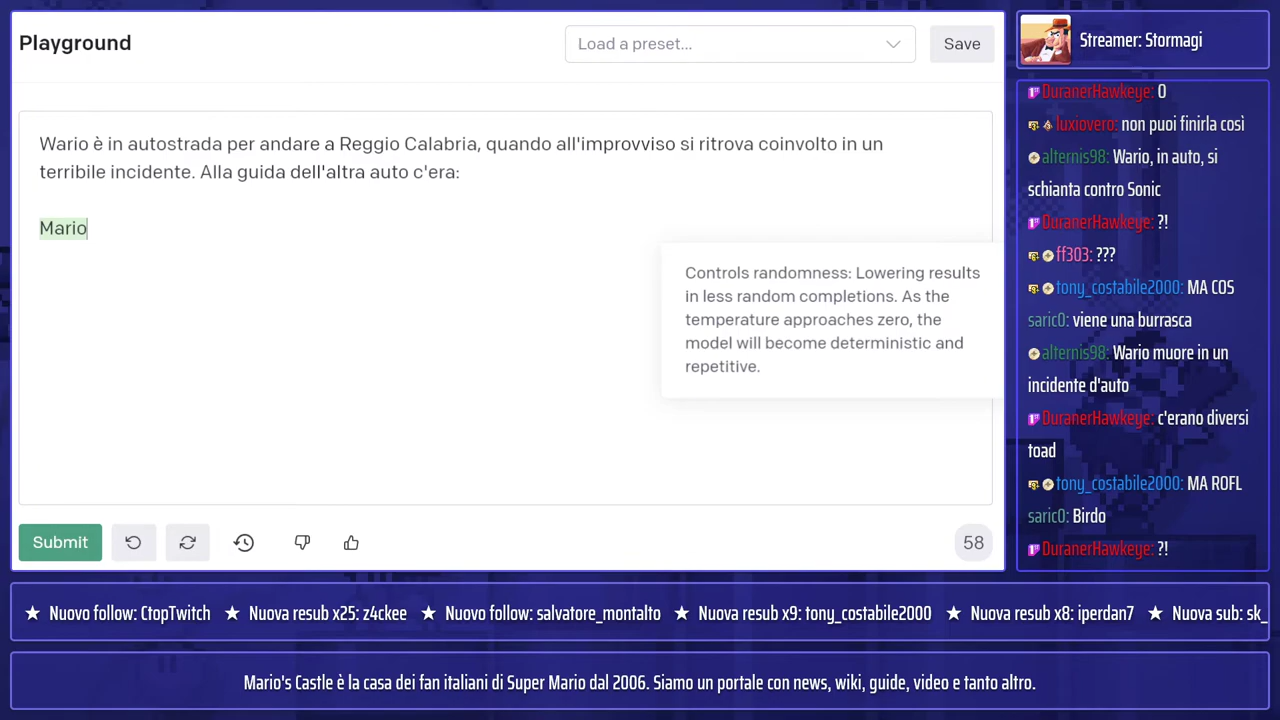 Playground
Load a preset...
Save
Wario è in autostrada per andare a Reggio Calabria, quando all'improvviso si ritrova coinvolto in un
terribile incidente. Alla guida dell'altra auto c'era:
Mario
Controls randomness: Lowering results
in less random completions. As the
temperature approaches zero, the
model will become deterministic and
repetitive.
Submit
58
Streamer: Stormagi
DuranerHawkeye: O
luxiovero: non puoi finirla così
alternis98: Wario, in auto, si
schianta contro Sonic
DuranerHawkeye: ?!
ff303: ???
tony_costabile2000: MA COS
saric0: viene una burrasca
alternis98: Wario muore in un
incidente d'auto
DuranerHawkeye: c'erano diversi
toad
tony_costabile2000: MA ROFL
saric0: Birdo
DuranerHawkeye: ?!
★ Nuovo follow: CtopTwitch ★ Nuova resub x25: z4ckee ★ Nuovo follow: salvatore_montalto ★ Nuova resub x9: tony_costabile2000 ★ Nuova resub x8: iperdan7 ★ Nuova sub: sk_
Mario's Castle è la casa dei fan italiani di Super Mario dal 2006. Siamo un portale con news, wiki, guide, video e tanto altro.